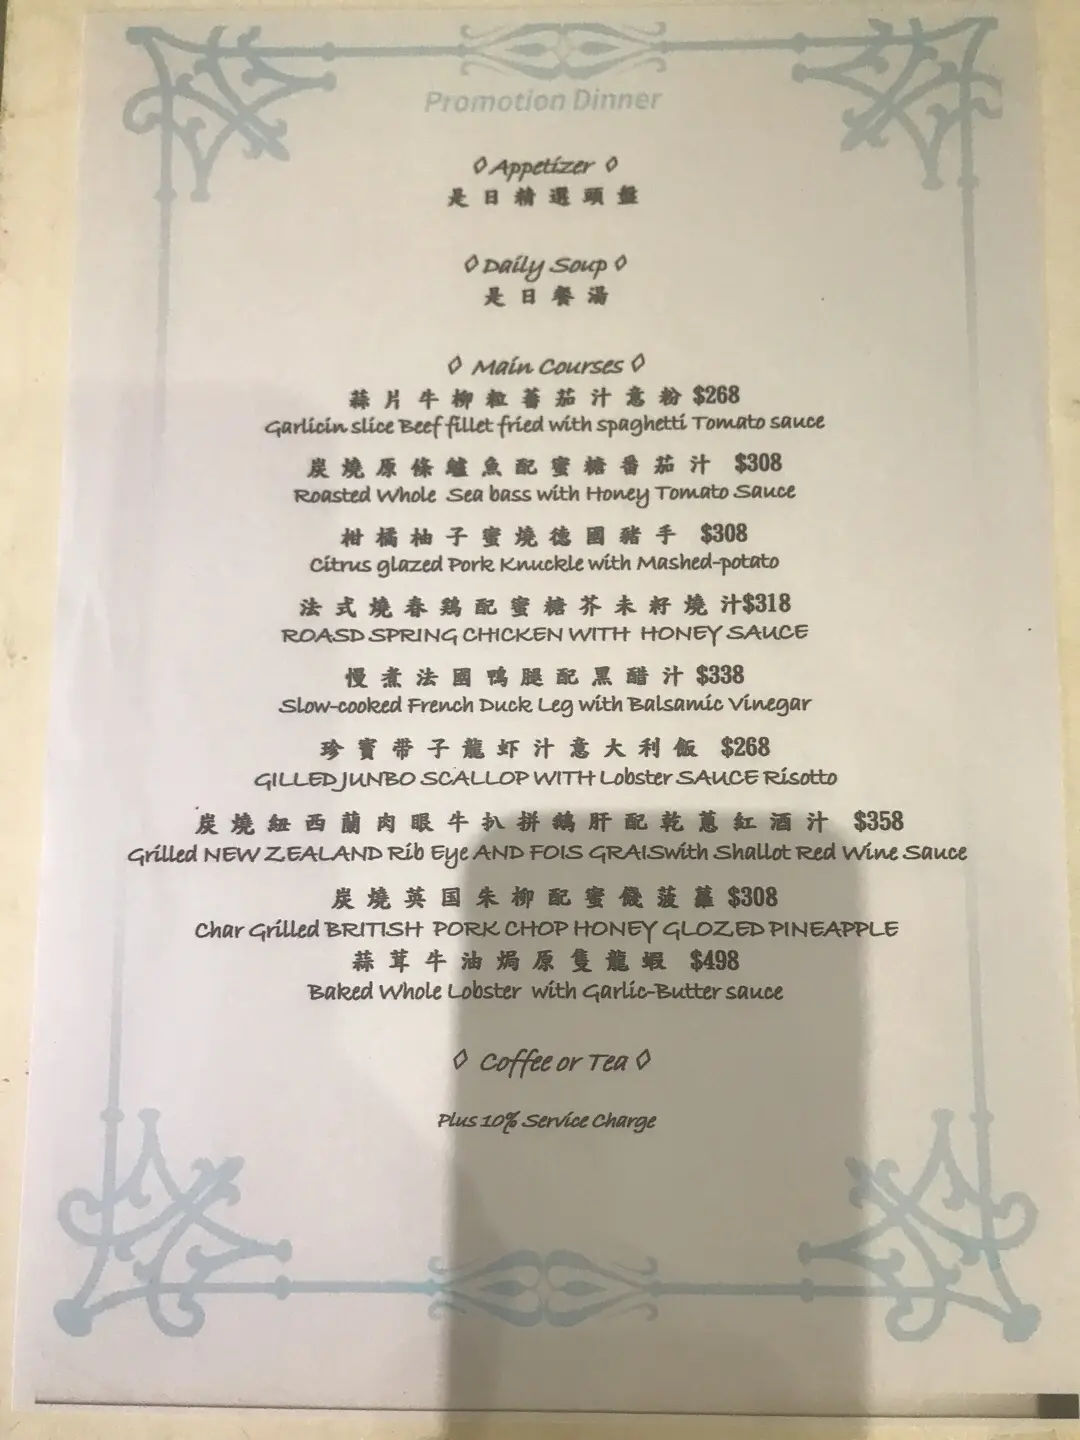 Promotion Dinner
◊ Appetizer ◊
是日精選頭盤
◊ Daily Soup ◊
是日餐湯
◊ Main Courses ◊
蒜片牛柳粒蕃茄汁意粉 $268
Garlicin slice Beef fillet fried with spaghetti Tomato sauce
炭燒原條鱸魚配蜜糖番茄汁 $308
Roasted Whole Sea bass with Honey Tomato Sauce
柑橘柚子蜜燒德國豬手 $308
Citrus glazed Pork Knuckle with Mashed-potato
法式燒春鶏配蜜糖芥末籽燒汁$318
ROASD SPRING CHICKEN WITH HONEY SAUCE
慢煮法國鴨腿配黑醋汁 $338
Slow-cooked French Duck Leg with Balsamic Vinegar
珍寶带子龍虾汁意大利飯 $268
GILLED JUNBO SCALLOP WITH Lobster SAUCE Risotto
炭燒紐西蘭肉眼牛扒拼鵝肝配乾蔥紅酒汁 $358
Grilled NEW ZEALAND Rib Eye AND FOIS GRAISwith Shallot Red Wine Sauce
炭燒英国朱柳配蜜餞菠蘿 $308
Char Grilled BRITISH PORK CHOP HONEY GLOZED PINEAPPLE
蒜茸牛油焗原隻龍蝦 $498
Baked Whole Lobster with Garlic-Butter sauce
◊ Coffee or Tea ◊
Plus 10% Service Charge